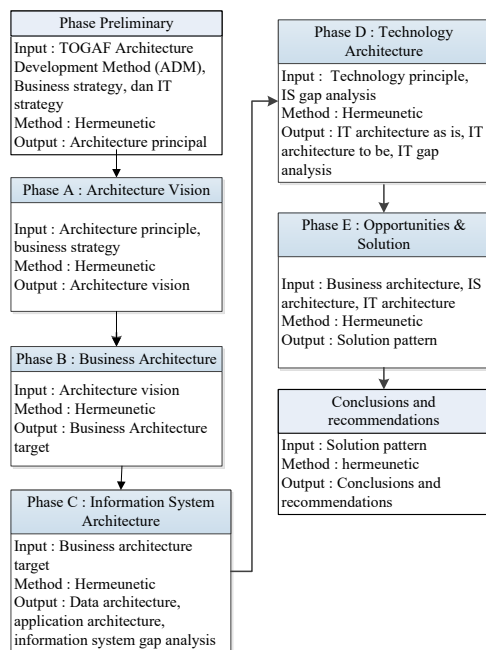 Phase Preliminary
Input : TOGAF Architecture
Development Method (ADM),
Business strategy, dan IT
strategy
Method : Hermeunetic
Output : Architecture principal
Phase A : Architecture Vision
Input : Architecture principle,
business strategy
Method : Hermeunetic
Output : Architecture vision
Phase B : Business Architecture
Input : Architecture vision
Method : Hermeunetic
Output : Business Architecture
target
Phase C : Information System
Architecture
Input : Business architecture
target
Method : Hermeunetic
Output : Data architecture,
application architecture,
information system gap analysis
Phase D : Technology
Architecture
Input : Technology principle,
IS gap analysis
Method : Hermeunetic
Output : IT architecture as is, IT
architecture to be, IT gap
analysis
Phase E : Opportunities &
Solution
Input : Business architecture, IS
architecture, IT architecture
Method : Hermeunetic
Output : Solution pattern
Conclusions and
recommendations
Input : Solution pattern
Method : hermeunetic
Output : Conclusions and
recommendations